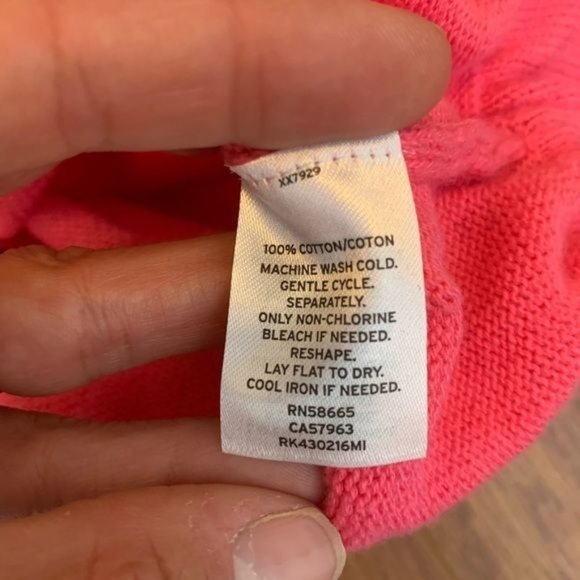 XX7929
100% COTTON/COTON
MACHINE WASH COLD.
GENTLE CYCLE.
SEPARATELY.
ONLY NON-CHLORINE
BLEACH IF NEEDED.
RESHAPE.
LAY FLAT TO DRY.
COOL IRON IF NEEDED.
RN58665
CA57963
RK430216MI